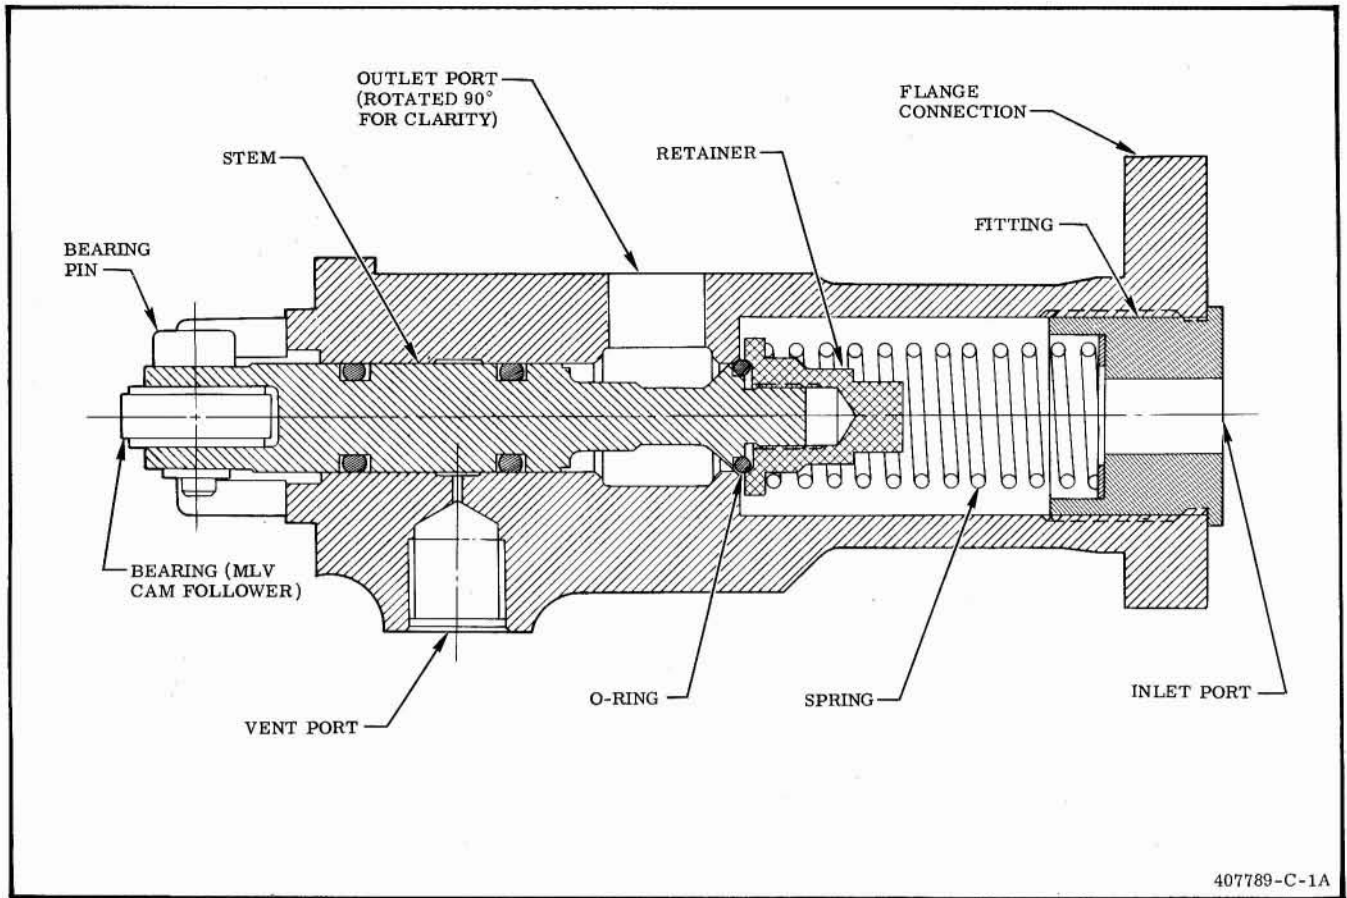 OUTLET PORT
(ROTATED 90°
FOR CLARITY)
FLANGE
CONNECTION
STEM
RETAINER
FITTING
BEARING
PIN
BEARING (MLV
CAM FOLLOWER)
VENT PORT
O-RING
SPRING
INLET PORT
407789-C-1A